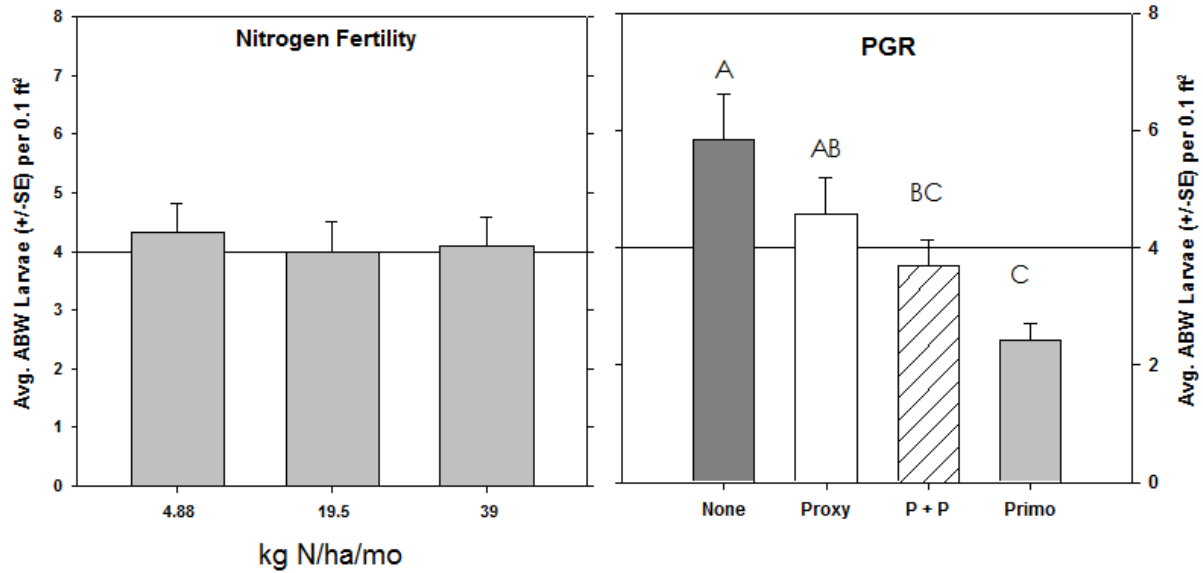 Nitrogen Fertility
Avg. ABW Larvae (+/-SE) per 0.1 ft²
8
7
6
5
4
3
2
1
0
4.88 19.5 39
kg N/ha/mo
PGR
A
AB
BC
C
8
6
4
2
0
None Proxy P + P Primo
Avg. ABW Larvae (+/-SE) per 0.1 ft²